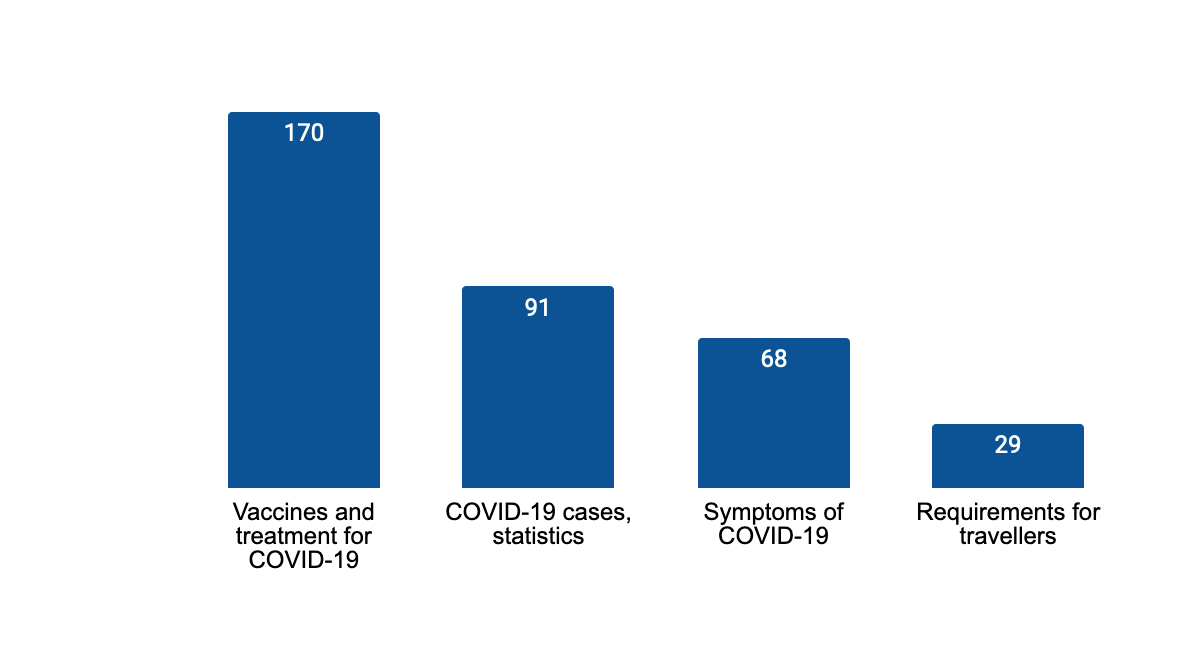 170
91
68
29
Vaccines and
treatment for
COVID-19
COVID-19 cases,
statistics
Symptoms of
COVID-19
Requirements for
travellers